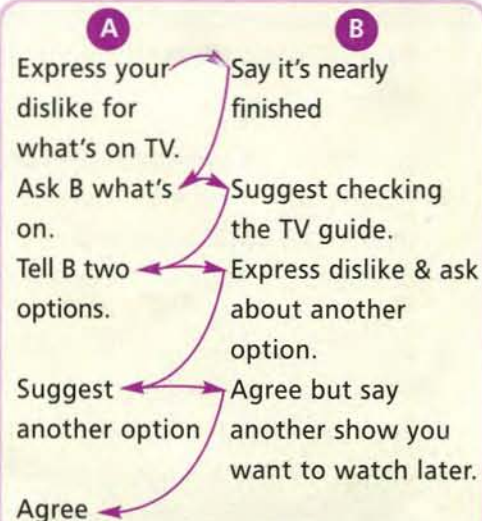 A
B
Express your
dislike for
what's on TV.
Say it's nearly
finished
Ask B what's
on.
Suggest checking
the TV guide.
Tell B two
options.
Express dislike & ask
about another
option.
Suggest
another option
Agree but say
another show you
want to watch later.
Agree